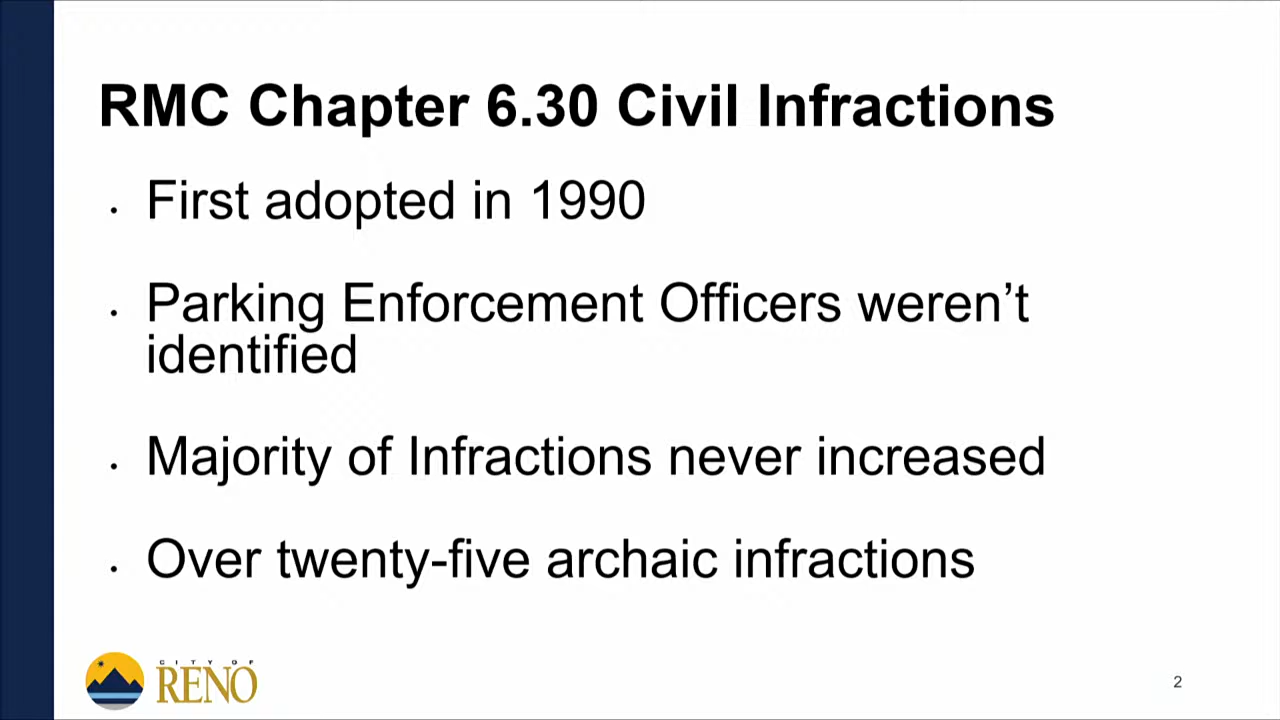 RMC Chapter 6.30 Civil Infractions
· First adopted in 1990
· Parking Enforcement Officers weren’t
identified
· Majority of Infractions never increased
· Over twenty-five archaic infractions
CITY OF
RENO
2